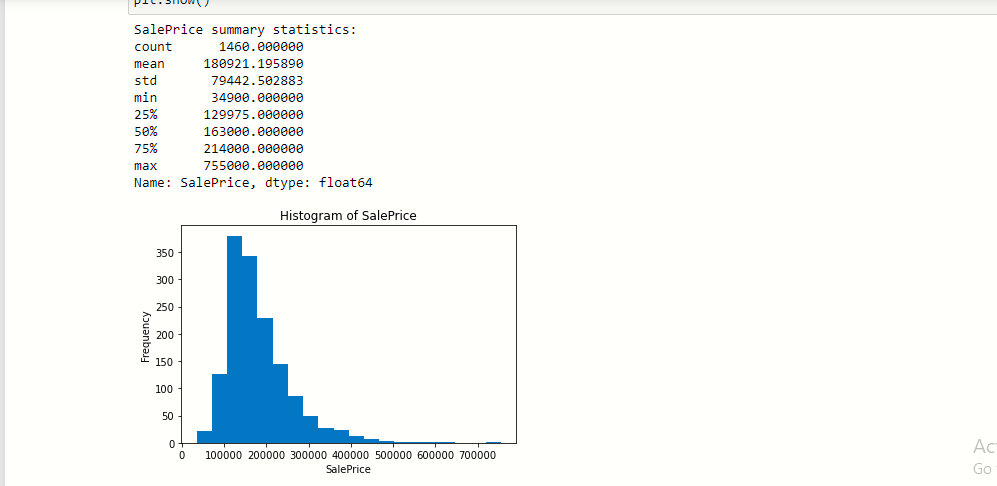 plt.show()
SalePrice summary statistics:
count 1460.000000
mean 180921.195890
std 79442.502883
min 34900.000000
25% 129975.000000
50% 163000.000000
75% 214000.000000
max 755000.000000
Name: SalePrice, dtype: float64
Histogram of SalePrice
350
300
250
200
150
100
50
0
Frequency
0 100000 200000 300000 400000 500000 600000 700000
SalePrice
Act
Go